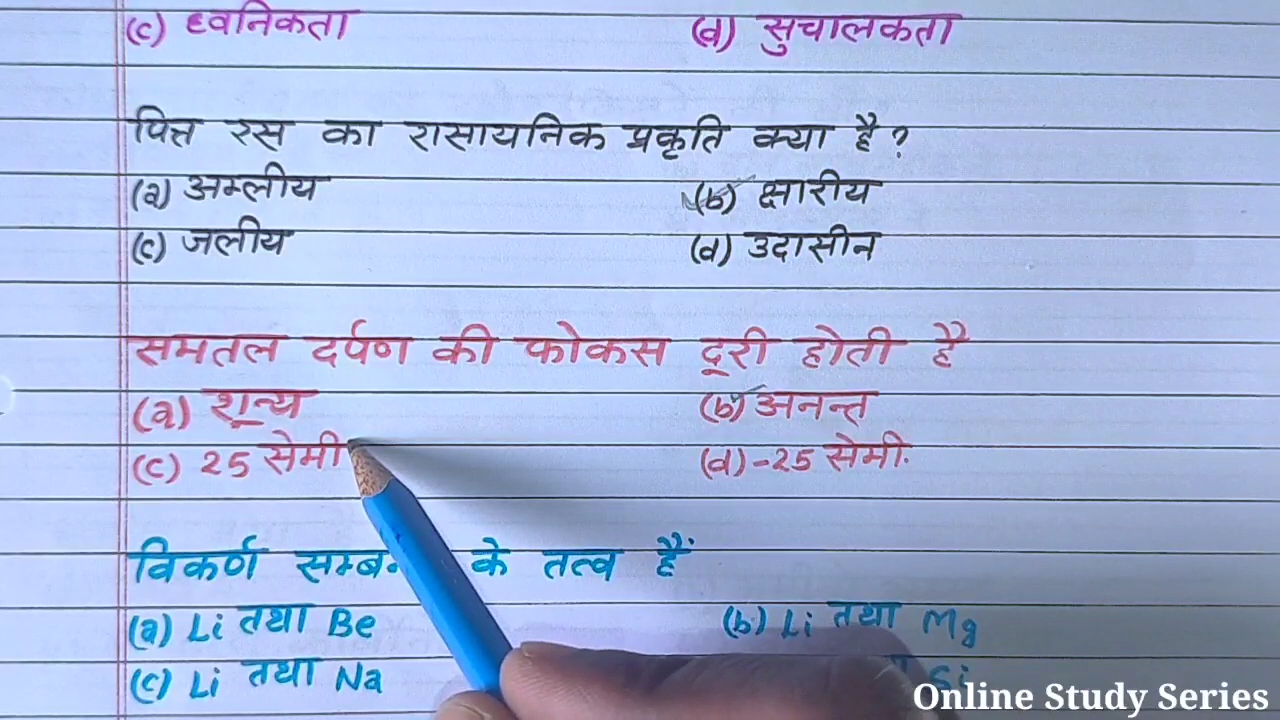 (c) ध्वनिकता (d) सुचालकता
पित्त रस का रासायनिक प्रकृति क्या है ?
(a) अम्लीय (b) क्षारीय
(c) जलीय (d) उदासीन
समतल दर्पण की फोकस दूरी होती है
(a) शून्य (b) अनन्त
(c) 25 सेमी (d) -25 सेमी.
विकर्ण के तत्व हैं
(a) Li तथा Be (b) Li तथा Mg
(c) Li तथा Na Si
Online Study Series